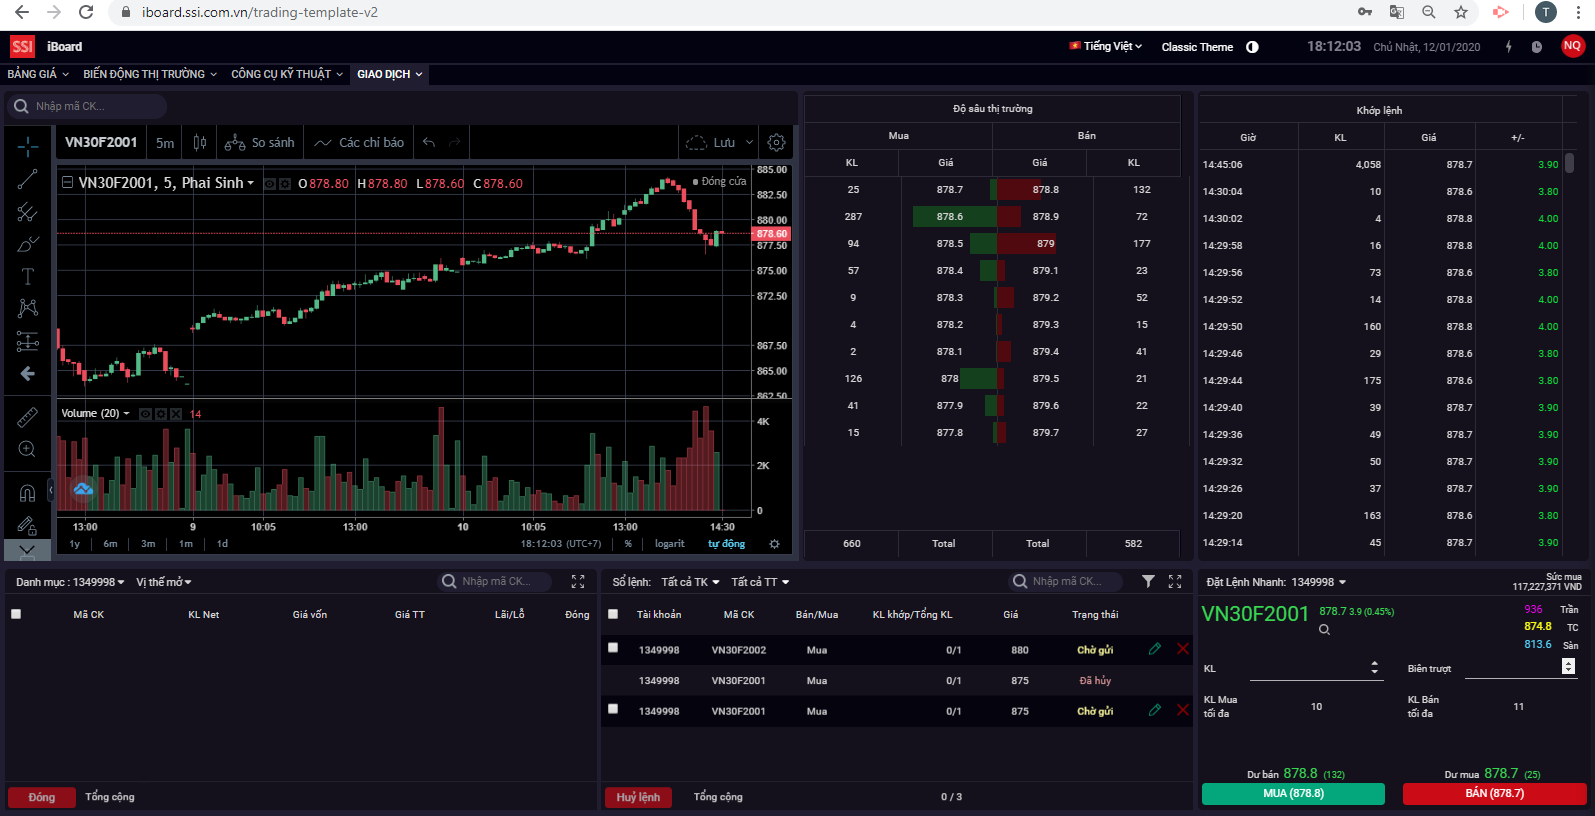 iboard.ssi.com.vn/trading-template-v2
T
SSI iBoard
Tiếng Việt Classic Theme 18:12:03 Chủ Nhật, 12/01/2020 NQ
BẢNG GIÁ BIẾN ĐỘNG THỊ TRƯỜNG CÔNG CỤ KỸ THUẬT GIAO DỊCH
Nhập mã CK...
VN30F2001 5m So sánh Các chỉ báo Lưu
VN30F2001, 5, Phai Sinh O 878.80 H 878.80 L 878.60 C 878.60
Đóng cửa
885.00
882.50
880.00
878.60
877.50
875.00
872.50
867.50
865.00
862.50
Volume (20) 14
4K
2K
0
13:00 9 10:05 13:00 10 10:05 13:00 14:30
1y 6m 3m 1m 1d 18:12:03 (UTC+7) % logarit tự động
Độ sâu thị trường
Mua Bán
KL Giá Giá KL
25 878.7 878.8 132
287 878.6 878.9 72
94 878.5 879 177
57 878.4 879.1 23
9 878.3 879.2 52
4 878.2 879.3 15
2 878.1 879.4 41
126 878 879.5 21
41 877.9 879.6 22
15 877.8 879.7 27
660 Total Total 582
Khớp lệnh
Giờ KL Giá +/-
14:45:06 4,058 878.7 3.90
14:30:04 10 878.6 3.80
14:30:02 4 878.8 4.00
14:29:58 16 878.8 4.00
14:29:56 73 878.6 3.80
14:29:52 14 878.8 4.00
14:29:50 160 878.8 4.00
14:29:46 29 878.6 3.80
14:29:44 175 878.6 3.80
14:29:40 39 878.7 3.90
14:29:36 49 878.7 3.90
14:29:32 50 878.7 3.90
14:29:26 37 878.7 3.90
14:29:20 163 878.6 3.80
14:29:14 45 878.7 3.90
Danh mục : 1349998 Vị thế mở Nhập mã CK...
Mã CK KL Net Giá vốn Giá TT Lãi/Lỗ Đóng
Đóng Tổng cộng
Sổ lệnh: Tất cả TK Tất cả TT Nhập mã CK...
Tài khoản Mã CK Bán/Mua KL khớp/Tổng KL Giá Trạng thái
1349998 VN30F2002 Mua 0/1 880 Chờ gửi
1349998 VN30F2001 Mua 0/1 875 Đã hủy
1349998 VN30F2001 Mua 0/1 875 Chờ gửi
Huỷ lệnh Tổng cộng 0 / 3
Đặt Lệnh Nhanh: 1349998
Sức mua
117,227,371 VND
VN30F2001 878.7 3.9 (0.45%)
936 Trần
874.8 TC
813.6 Sàn
KL Biên trượt
KL Mua tối đa 10 KL Bán tối đa 11
Dư bán 878.8 (132) Dư mua 878.7 (25)
MUA (878.8) BÁN (878.7)